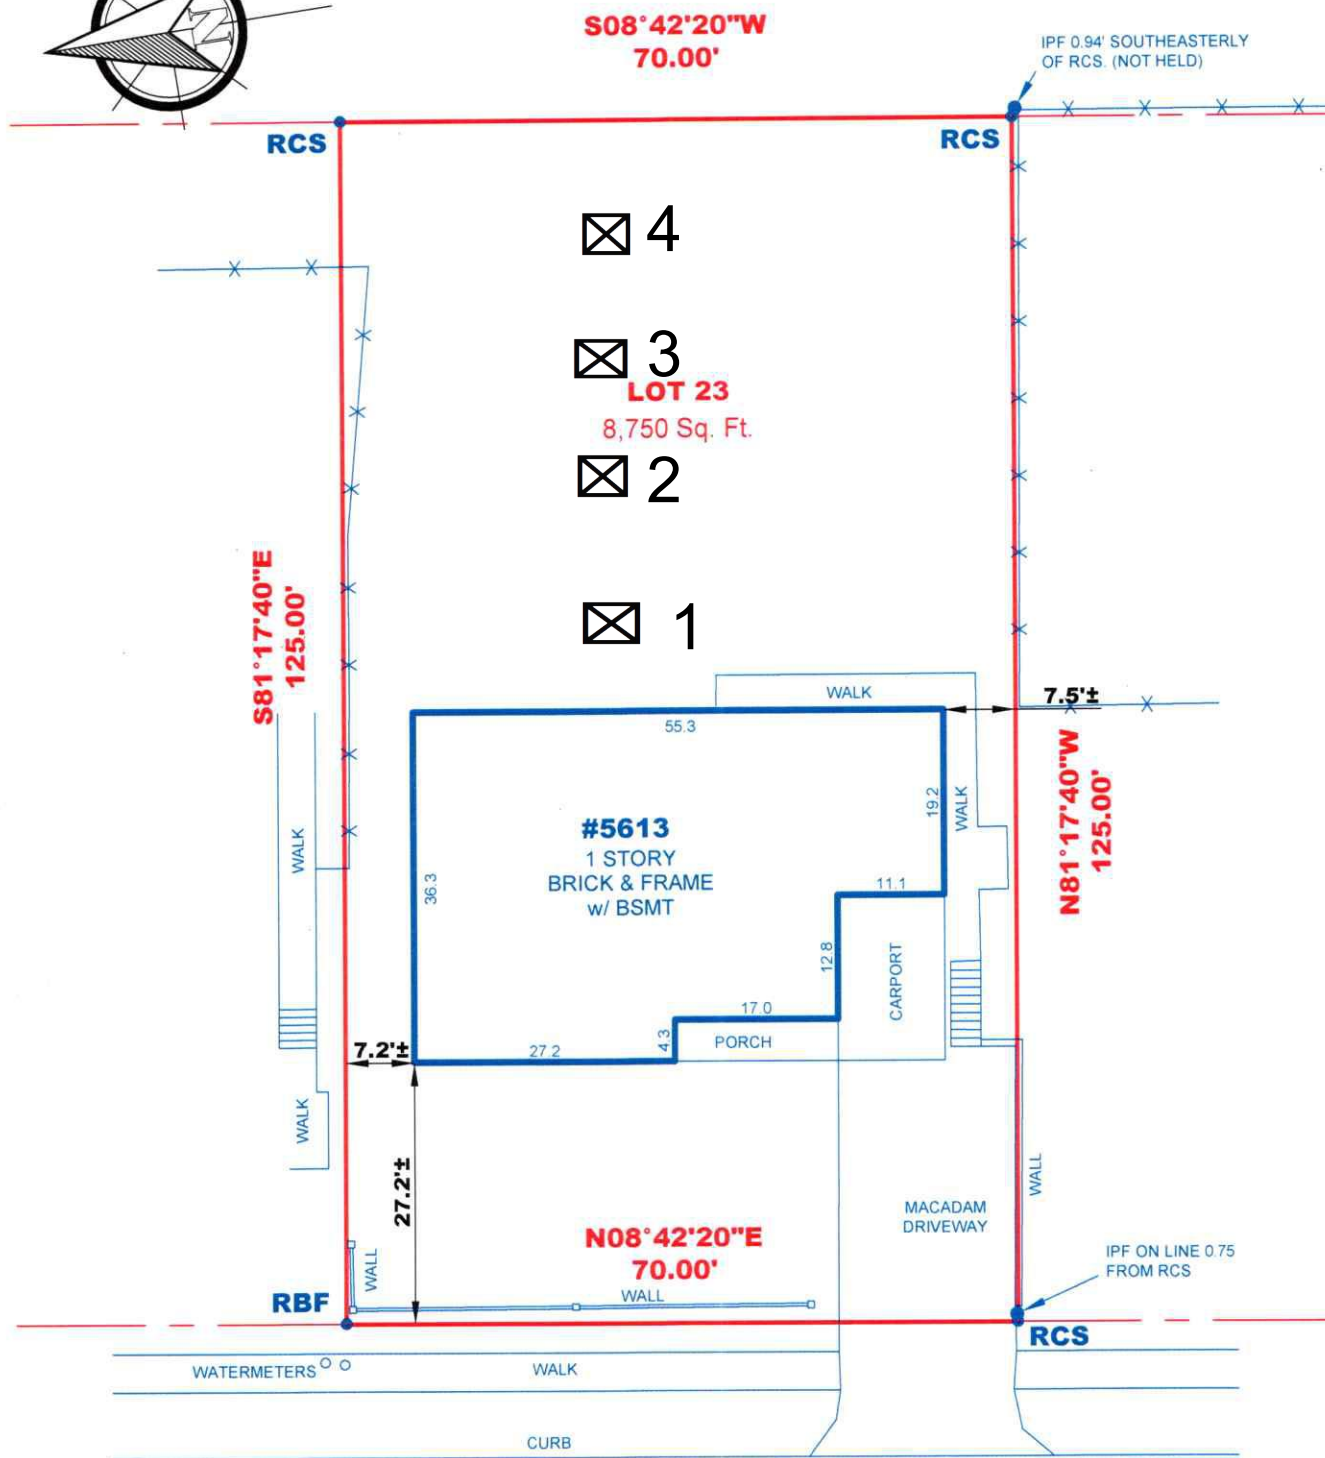 N
S08°42'20"W
70.00'
IPF 0.94' SOUTHEASTERLY
OF RCS. (NOT HELD)
RCS
RCS
4
3
LOT 23
8,750 Sq. Ft.
2
1
S81°17'40"E
125.00'
WALK
7.5'±
55.3
N81°17'40"W
125.00'
19.2
WALK
WALK
#5613
1 STORY
BRICK & FRAME
w/ BSMT
36.3
11.1
12.8
CARPORT
17.0
4.3
PORCH
27.2
7.2'±
WALK
27.2'±
WALL
MACADAM
DRIVEWAY
N08°42'20"E
70.00'
IPF ON LINE 0.75
FROM RCS
WALL
WALL
RBF
RCS
WATERMETERS
WALK
CURB